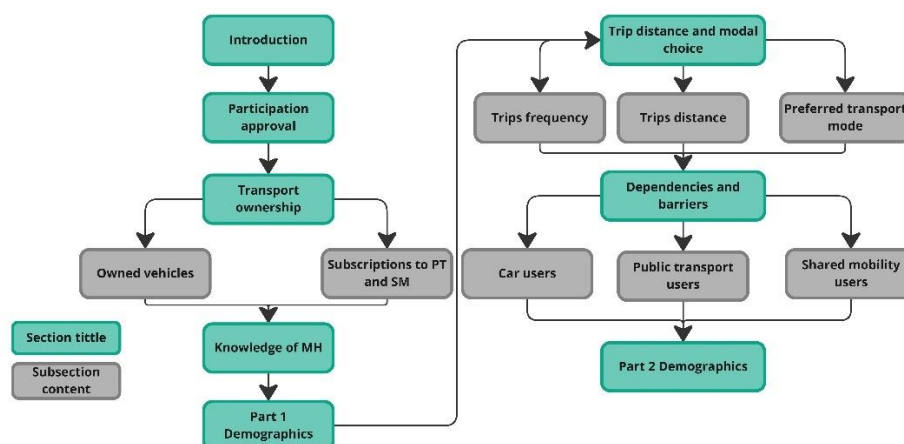 Introduction
Participation
approval
Transport
ownership
Owned vehicles
Subscriptions to PT
and SM
Knowledge of MH
Part 1
Demographics
Section tittle
Subsection
content
Trip distance and modal
choice
Trips frequency
Trips distance
Preferred transport
mode
Dependencies and
barriers
Car users
Public transport
users
Shared mobility
users
Part 2 Demographics